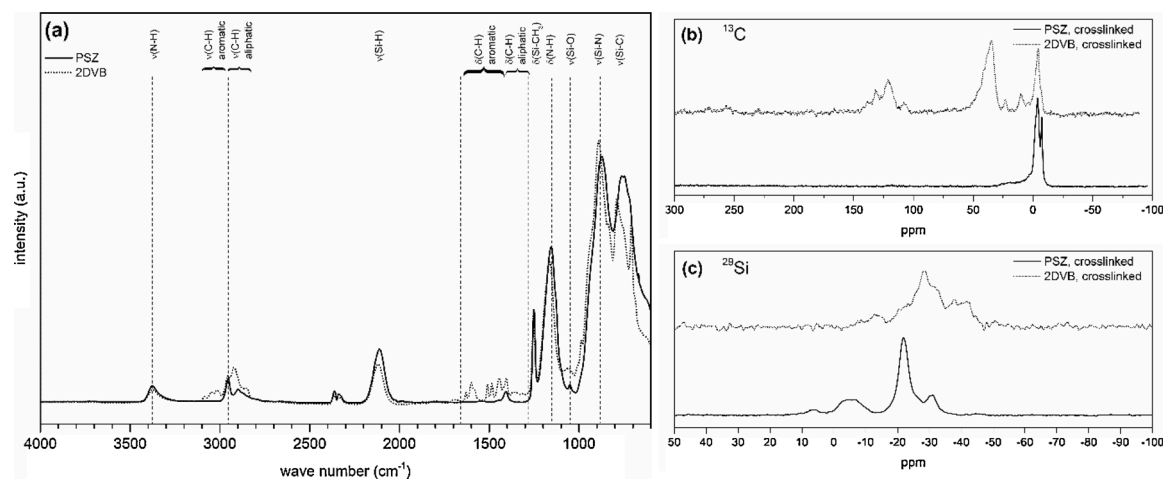 (a)
PSZ
2DVB
ν(N-H)
ν(C-H)
aromatic
ν(C-H)
aliphatic
ν(Si-H)
δ(C-H)
aromatic
δ(C-H)
aliphatic
δ(Si-CH₂)
δ(N-H)
ν(Si-O)
ν(Si-N)
ν(Si-C)
intensity (a.u.)
4000 3500 3000 2500 2000 1500 1000
wave number (cm⁻¹)
(b) ¹³C
PSZ, crosslinked
2DVB, crosslinked
300 250 200 150 100 50 0 -50 -100
ppm
(c) ²⁹Si
PSZ, crosslinked
2DVB, crosslinked
50 40 30 20 10 0 -10 -20 -30 -40 -50 -60 -70 -80 -90 -100
ppm